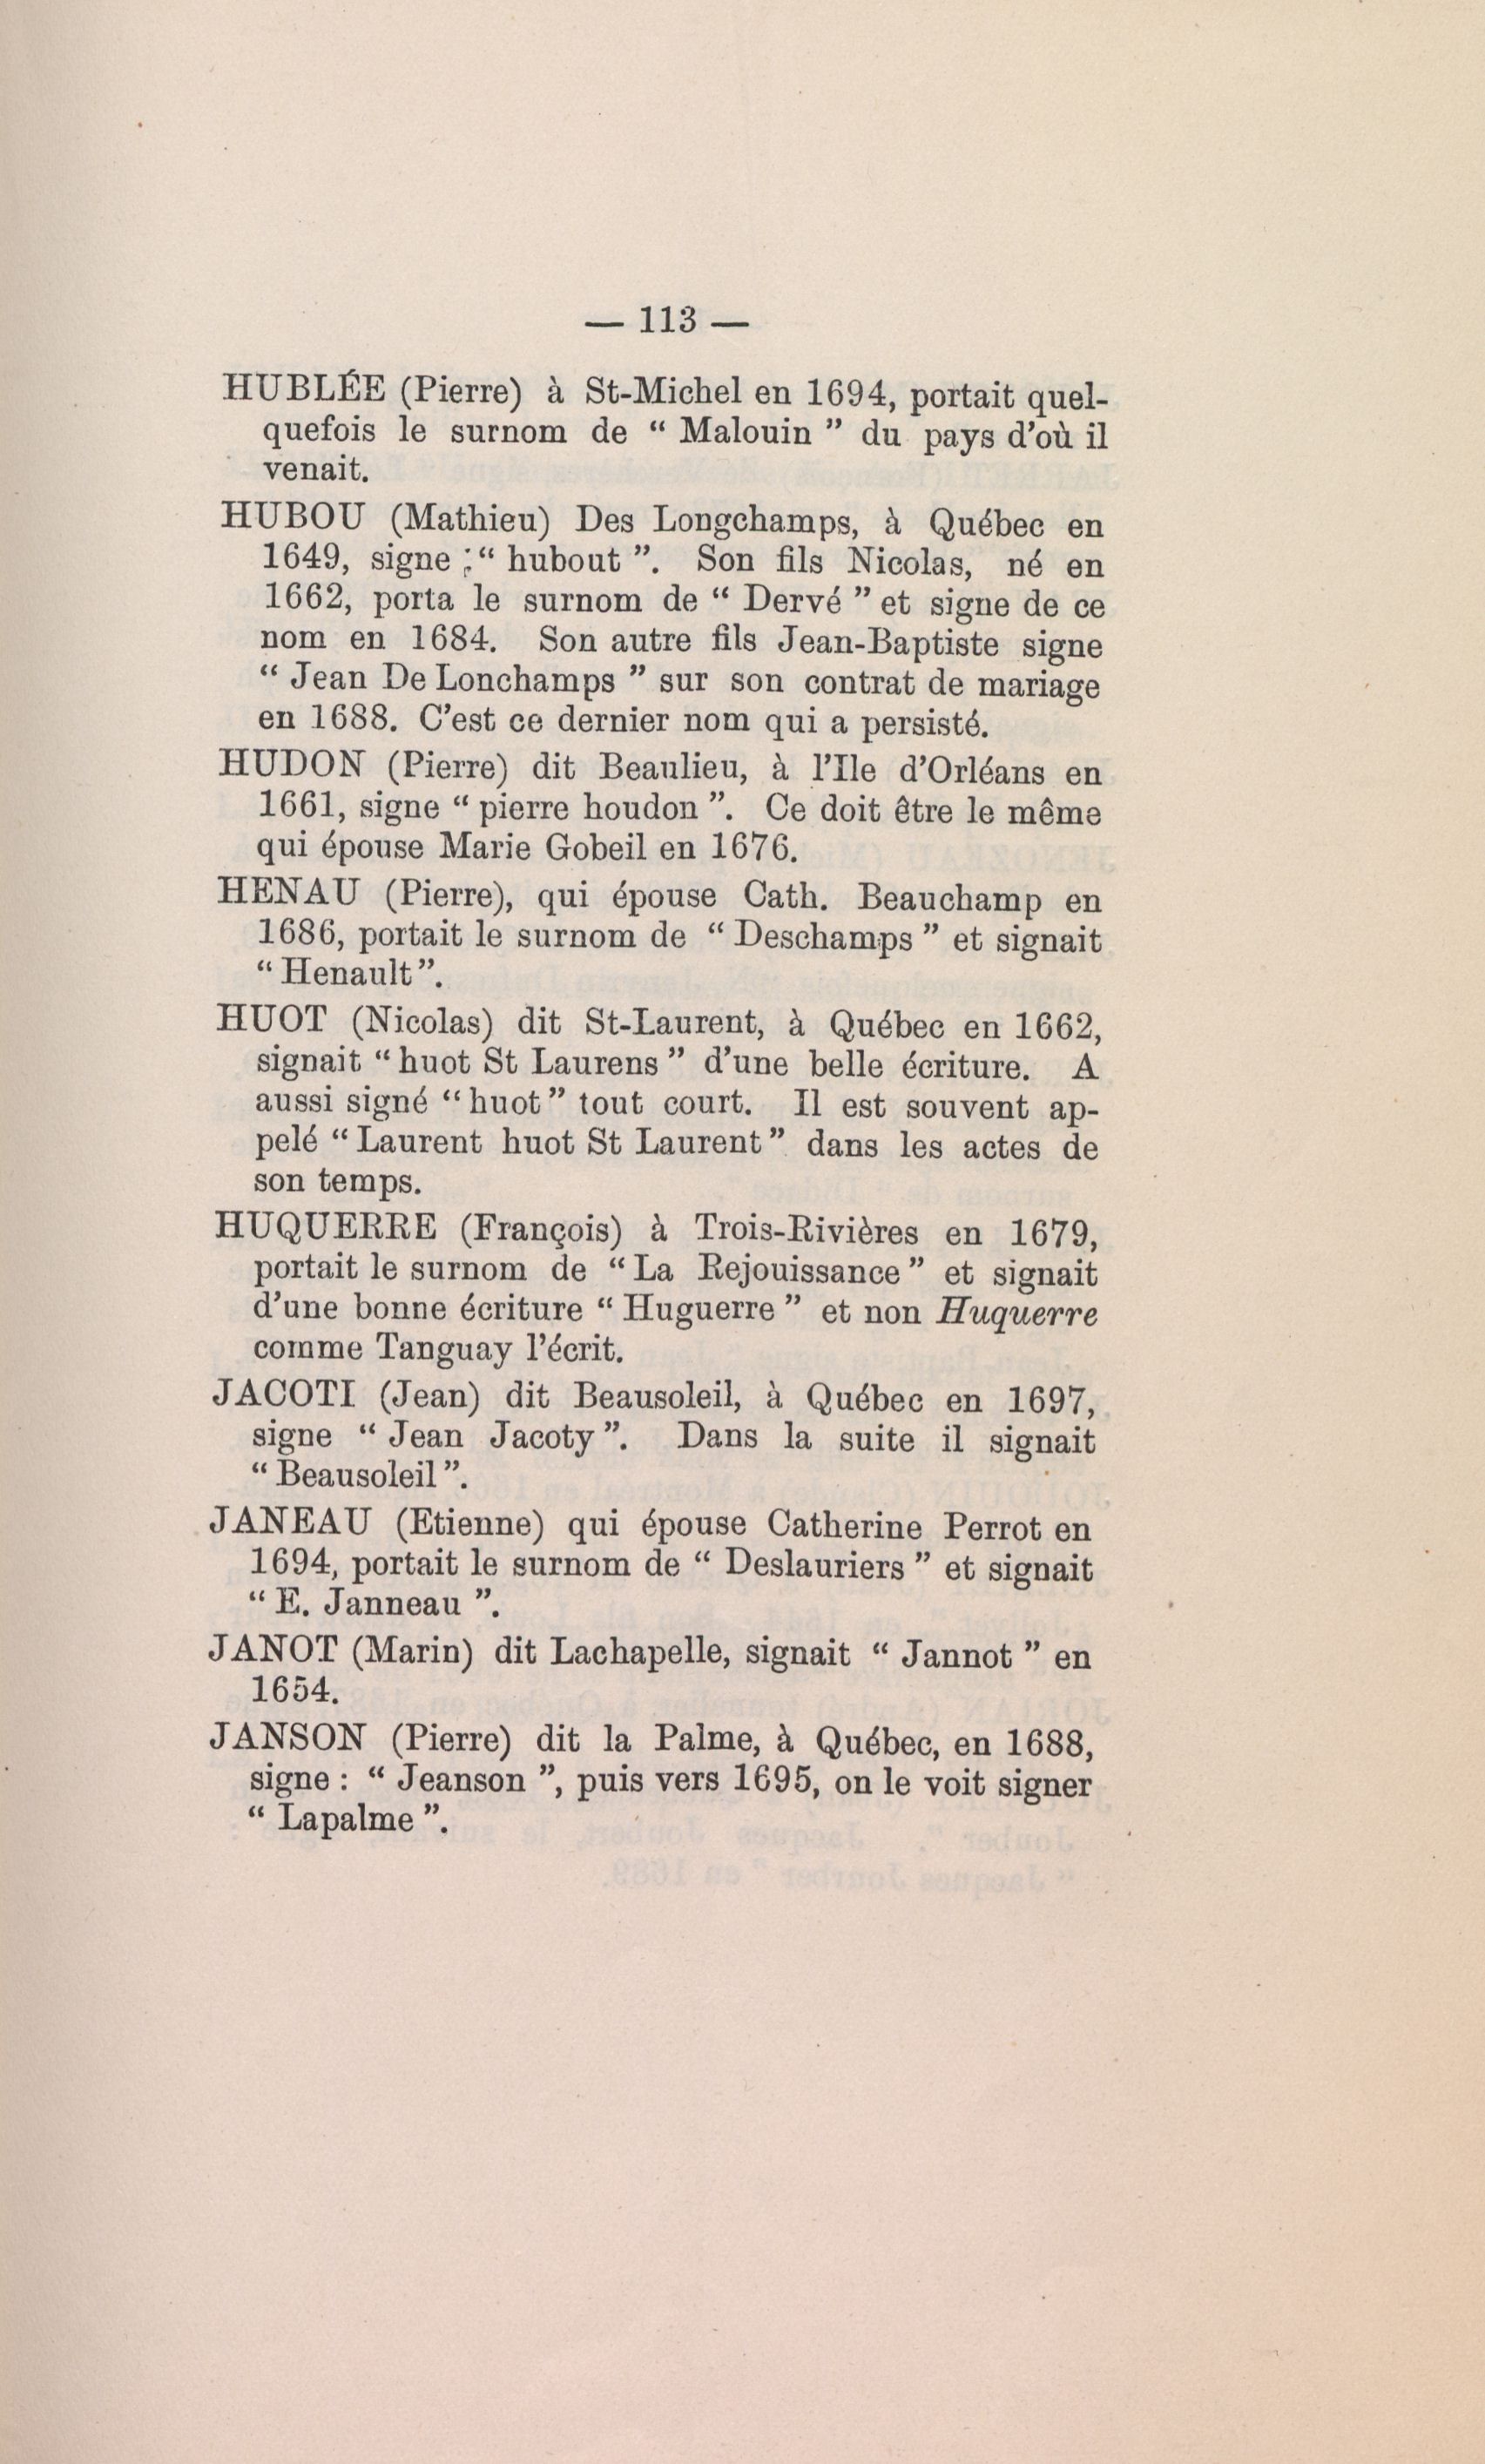 — 113 —
HUBLÉE (Pierre) à St-Michel en 1694, portait quel-
quefois le surnom de “ Malouin ” du pays d’où il
venait.
HUBOU (Mathieu) Des Longchamps, à Québec en
1649, signe : “ hubout ”. Son fils Nicolas, né en
1662, porta le surnom de “ Dervé ” et signe de ce
nom en 1684. Son autre fils Jean-Baptiste signe
“ Jean De Lonchamps ” sur son contrat de mariage
en 1688. C’est ce dernier nom qui a persisté.
HUDON (Pierre) dit Beaulieu, à l’Ile d’Orléans en
1661, signe “ pierre houdon ”. Ce doit être le même
qui épouse Marie Gobeil en 1676.
HENAU (Pierre), qui épouse Cath. Beauchamp en
1686, portait le surnom de “ Deschamps ” et signait
“ Henault ”.
HUOT (Nicolas) dit St-Laurent, à Québec en 1662,
signait “ huot St Laurens ” d’une belle écriture. A
aussi signé “ huot ” tout court. Il est souvent ap-
pelé “ Laurent huot St Laurent ” dans les actes de
son temps.
HUQUERRE (François) à Trois-Rivières en 1679,
portait le surnom de “ La Rejouissance ” et signait
d’une bonne écriture “ Huguerre ” et non Huquerre
comme Tanguay l’écrit.
JACOTI (Jean) dit Beausoleil, à Québec en 1697,
signe “ Jean Jacoty ”. Dans la suite il signait
“ Beausoleil ”.
JANEAU (Etienne) qui épouse Catherine Perrot en
1694, portait le surnom de “ Deslauriers ” et signait
“ E. Janneau ”.
JANOT (Marin) dit Lachapelle, signait “ Jannot ” en
1654.
JANSON (Pierre) dit la Palme, à Québec, en 1688,
signe : “ Jeanson ”, puis vers 1695, on le voit signer
“ Lapalme ”.